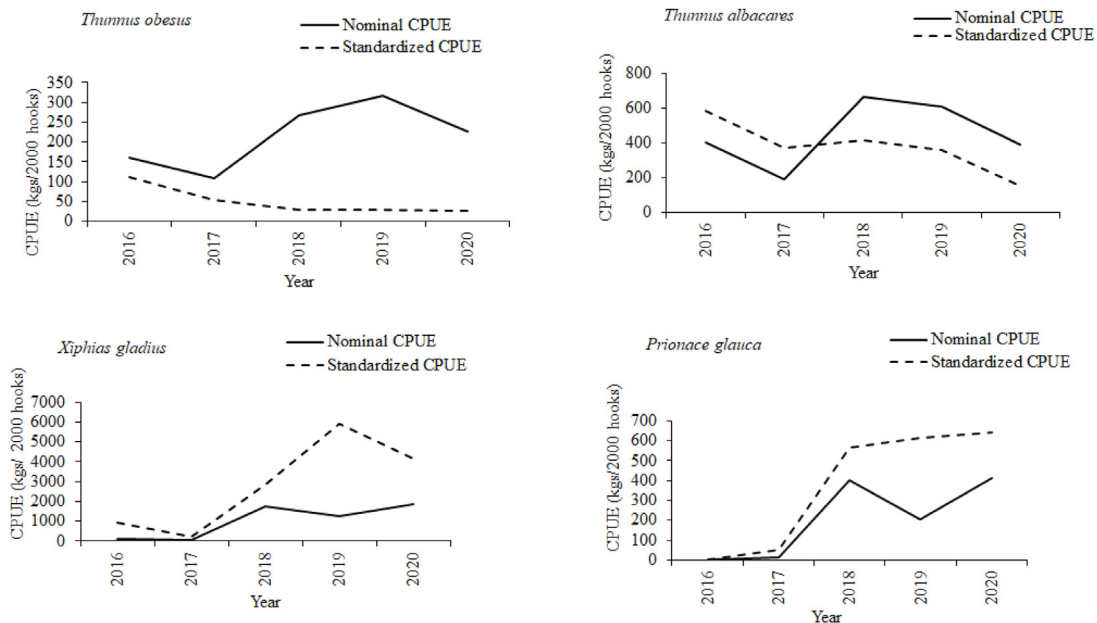 Thunnus obesus
Nominal CPUE
Standardized CPUE
CPUE (kgs/2000 hooks)
350
300
250
200
150
100
50
0
2016
2017
2018
2019
2020
Year
Thunnus albacares
Nominal CPUE
Standardized CPUE
CPUE (kgs/2000 hooks)
800
600
400
200
0
2016
2017
2018
2019
2020
Year
Xiphias gladius
Nominal CPUE
Standardized CPUE
CPUE (kgs/ 2000 hooks)
7000
6000
5000
4000
3000
2000
1000
0
2016
2017
2018
2019
2020
Year
Prionace glauca
Nominal CPUE
Standardized CPUE
CPUE (kgs/2000 hooks)
700
600
500
400
300
200
100
0
2016
2017
2018
2019
2020
Year